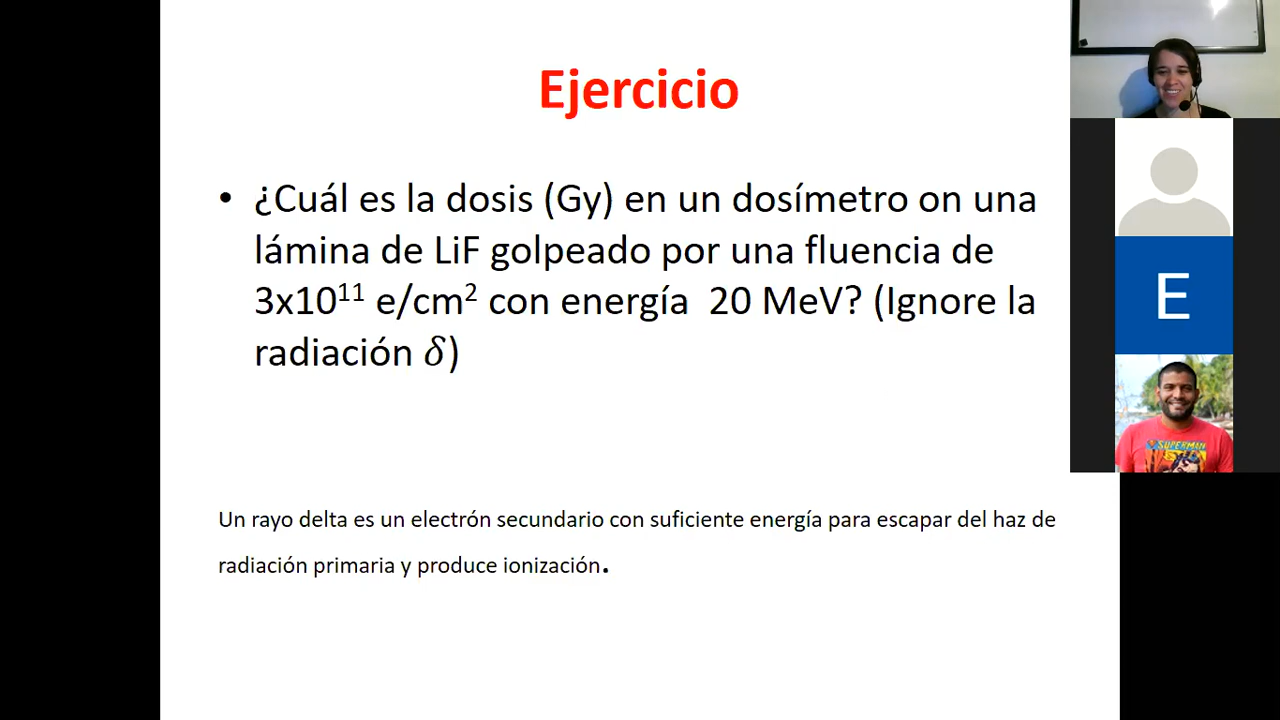 Ejercicio
• ¿Cuál es la dosis (Gy) en un dosímetro on una
lámina de LiF golpeado por una fluencia de
3x10¹¹ e/cm² con energía 20 MeV? (Ignore la
radiación δ)
Un rayo delta es un electrón secundario con suficiente energía para escapar del haz de
radiación primaria y produce ionización.
E
SUPERMAN